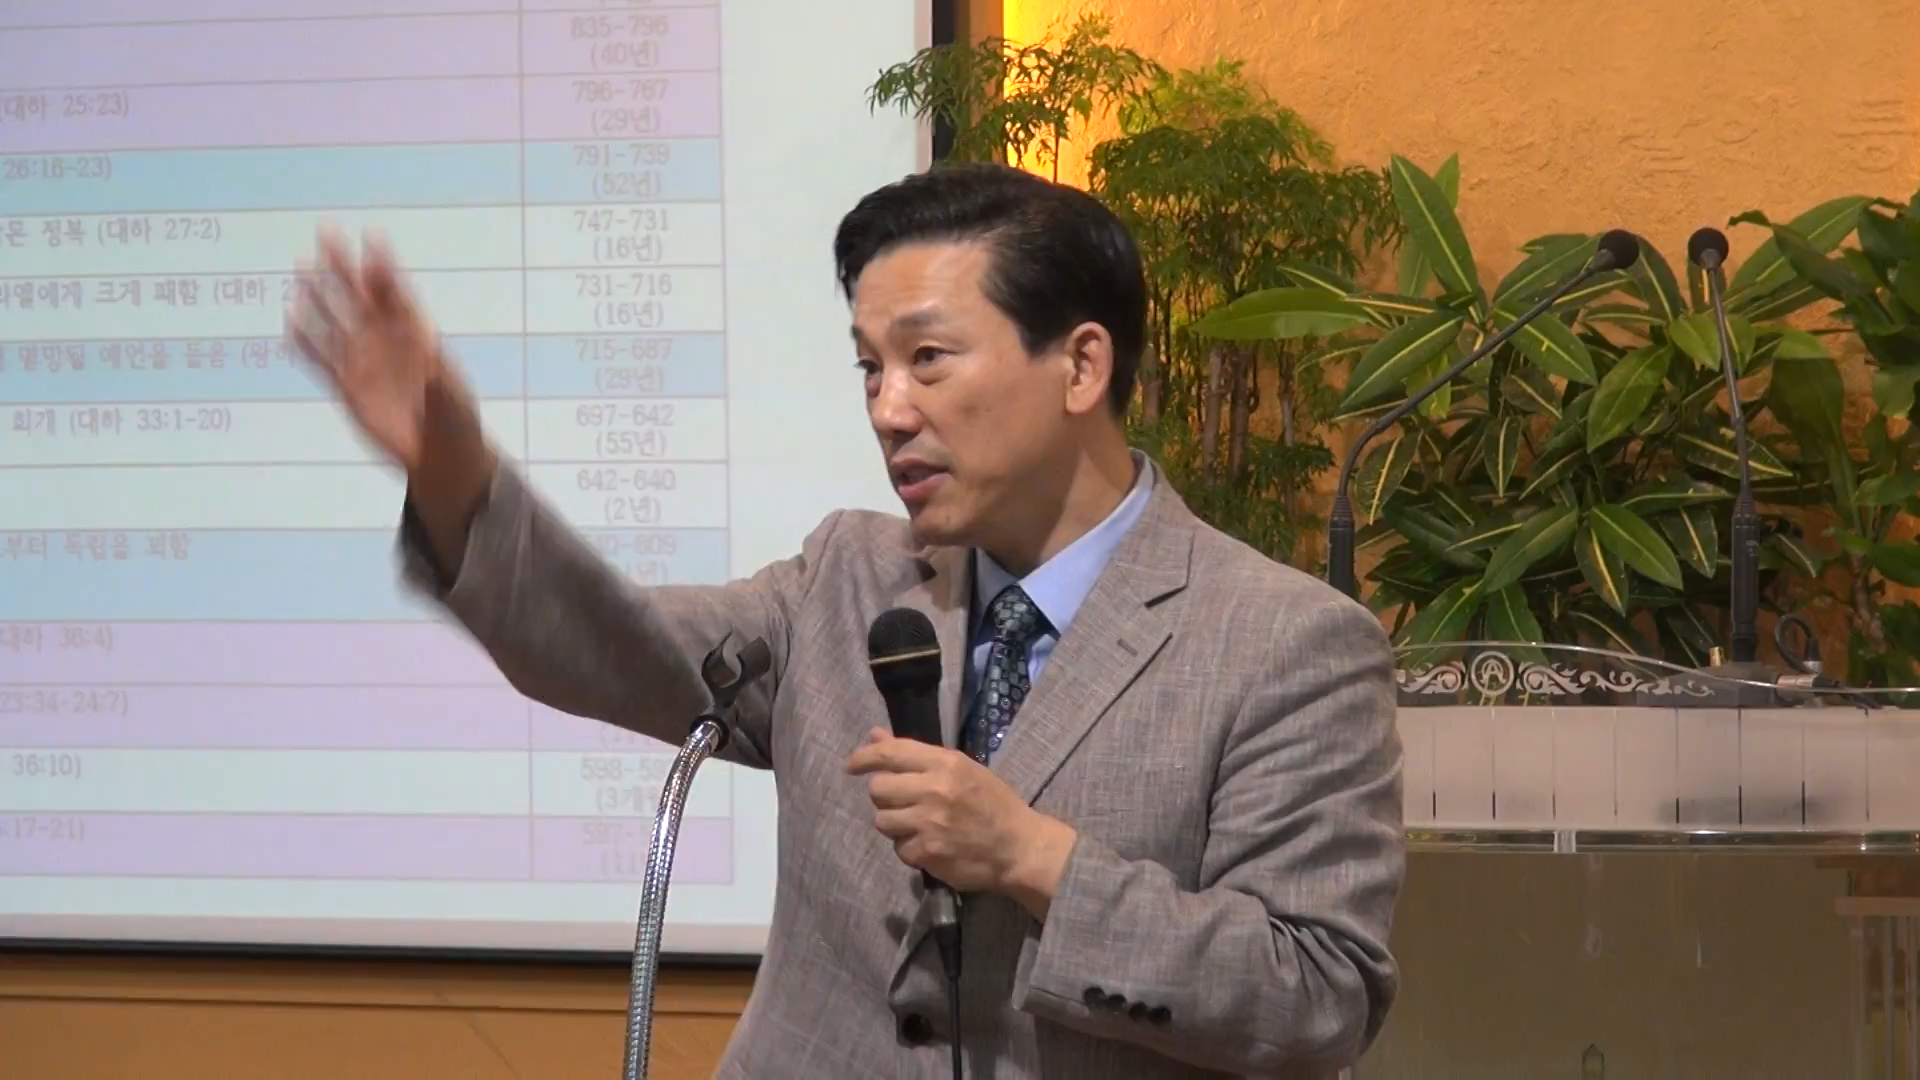 835-796
(40년)
(대하 25:23)
796-767
(29년)
26:16-23)
791-739
(52년)
정복 (대하 27:2)
747-731
(16년)
에게 크게 패함 (대하
731-716
(16년)
멸망될 예언을 들음 (왕하
715-687
(29년)
회개 (대하 33:1-20)
697-642
(55년)
642-640
(2년)
부터 독립을 꾀함
대하 36:4)
23:34-24:7)
36:10)
(3개
17-21)